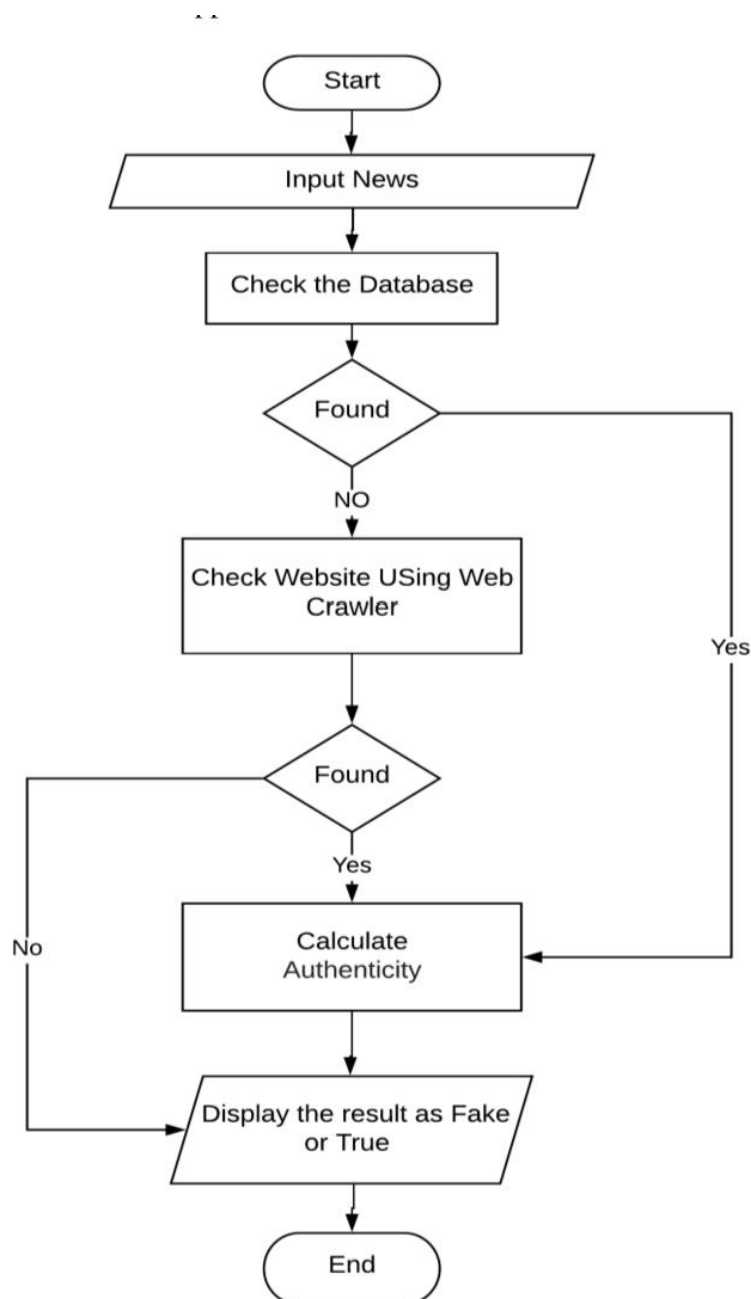 Start
Input News
Check the Database
Found
NO
Check Website USing Web
Crawler
Yes
Found
Yes
No
Calculate
Authenticity
Display the result as Fake
or True
End